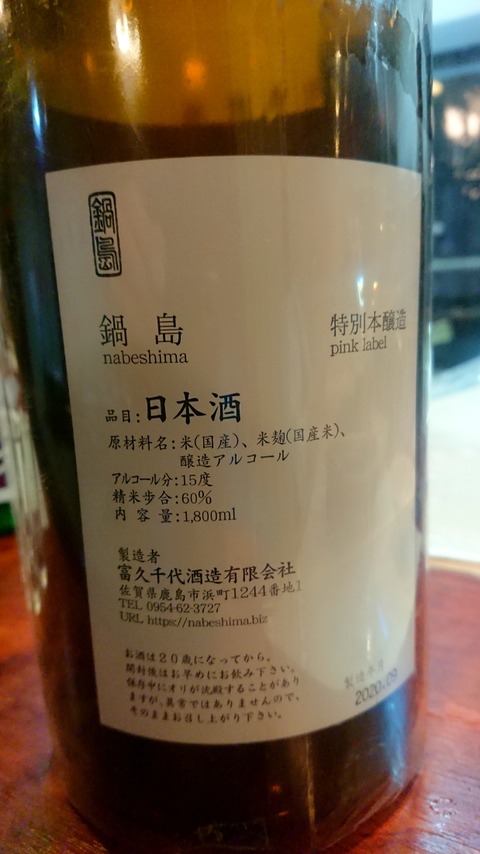 鍋島
鍋島
nabeshima
特別本醸造
pink label
品目:日本酒
原材料名:米(国産)、米麹(国産米)、
醸造アルコール
アルコール分:15度
精米歩合:60%
内容量:1,800ml
製造者
富久千代酒造有限会社
佐賀県鹿島市浜町1244番地1
TEL 0954-62-3727
URL https://nabeshima.biz
お酒は20歳になってから。
開封後はお早めにお飲み下さい。
保存中にオリが沈殿することがあり
ますが、異常ではありませんので、
そのままお召し上がり下さい。
製造年月
2020.09